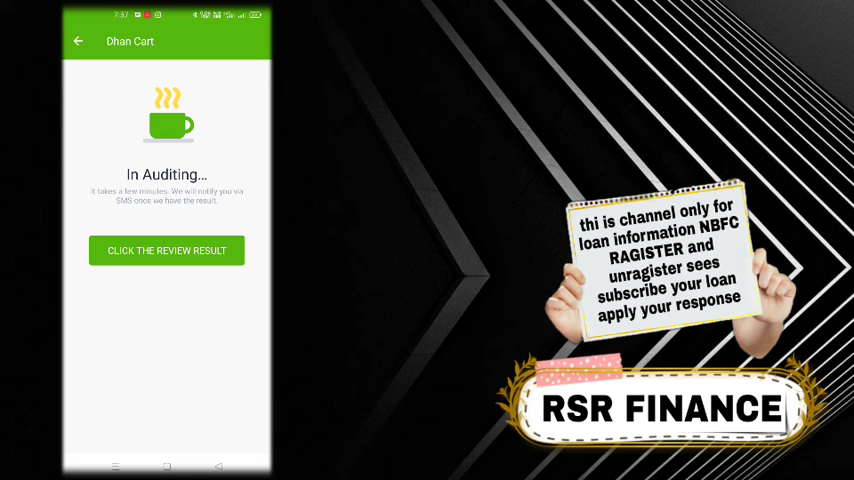 7:37
Dhan Cart
In Auditing...
It takes a few minutes. We will notify you via
SMS once we have the result.
CLICK THE REVIEW RESULT
thi is channel only for
loan information NBFC
RAGISTER and
unragister sees
subscribe your loan
apply your response
RSR FINANCE